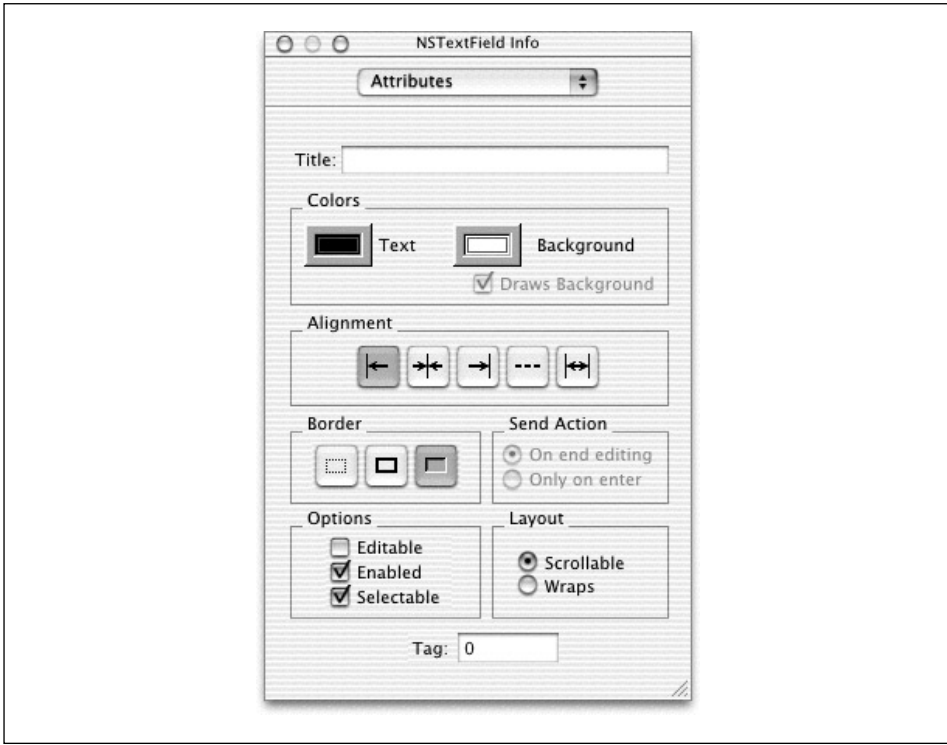 NSTextField Info
Attributes
Title:
Colors
Text
Background
Draws Background
Alignment
Border
Send Action
On end editing
Only on enter
Options
Layout
Editable
Enabled
Selectable
Scrollable
Wraps
Tag: 0